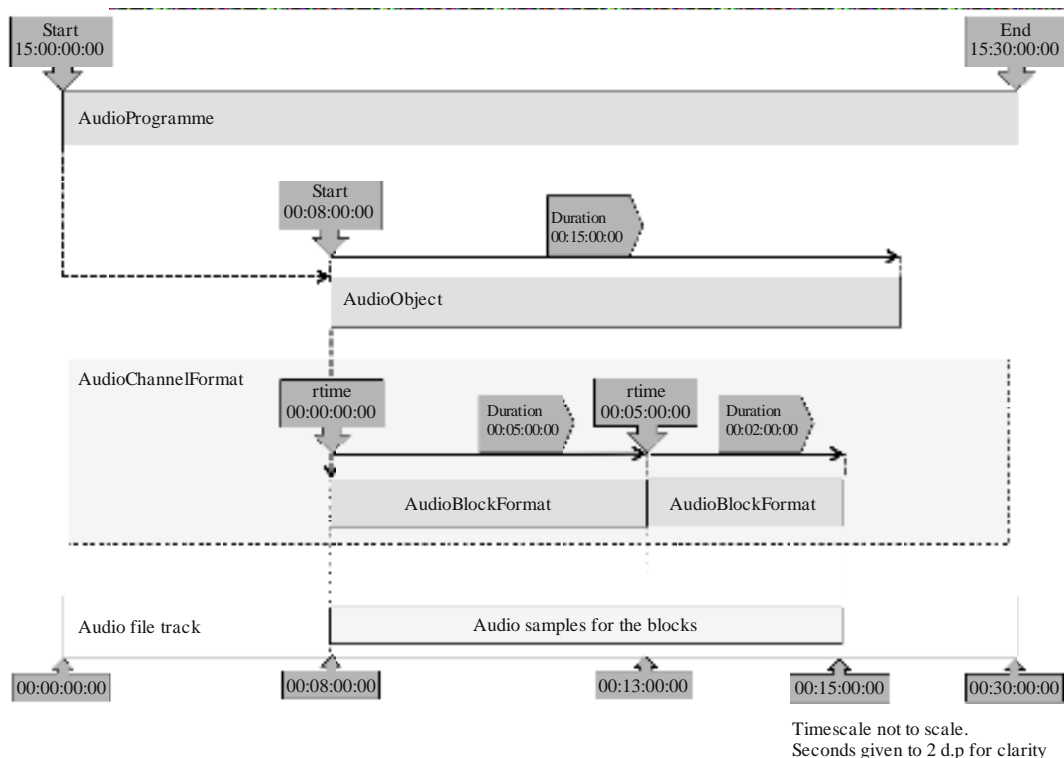 Start
15:00:00:00
End
15:30:00:00
AudioProgramme
Start
00:08:00:00
Duration
00:15:00:00
AudioObject
AudioChannelFormat
rtime
00:00:00:00
Duration
00:05:00:00
rtime
00:05:00:00
Duration
00:02:00:00
AudioBlockFormat
AudioBlockFormat
Audio file track
Audio samples for the blocks
00:00:00:00
00:08:00:00
00:13:00:00
00:15:00:00
00:30:00:00
Timescale not to scale.
Seconds given to 2 d.p for clarity